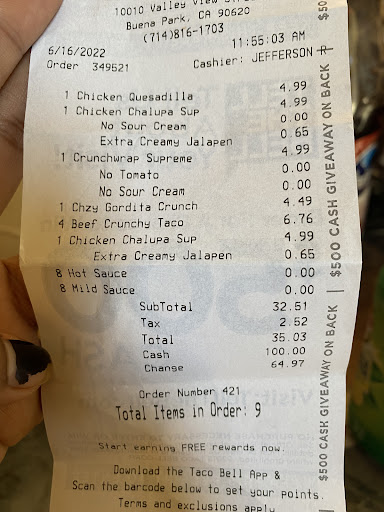 10010 Valley View
Buena Park, CA 90620
(714)816-1703
6/16/2022 11:55:03 AM
Order 349521 Cashier: JEFFERSON R
1 Chicken Quesadilla 4.99
1 Chicken Chalupa Sup 4.99
No Sour Cream 0.00
Extra Creamy Jalapen 0.65
1 Crunchwrap Supreme 4.99
No Tomato 0.00
No Sour Cream 0.00
1 Chzy Gordita Crunch 4.49
4 Beef Crunchy Taco 6.76
1 Chicken Chalupa Sup 4.99
Extra Creamy Jalapen 0.65
8 Hot Sauce 0.00
8 Mild Sauce 0.00
SubTotal 32.51
Tax 2.52
Total 35.03
Cash 100.00
Change 64.97
Order Number 421
Total Items in Order: 9
Start earning FREE rewards now.
Download the Taco Bell App &
Scan the barcode below to get your points.
Terms and exclusions apply
$50
$500 CASH GIVEAWAY ON BACK |
$500 CASH GIVEAWAY ON BACK |